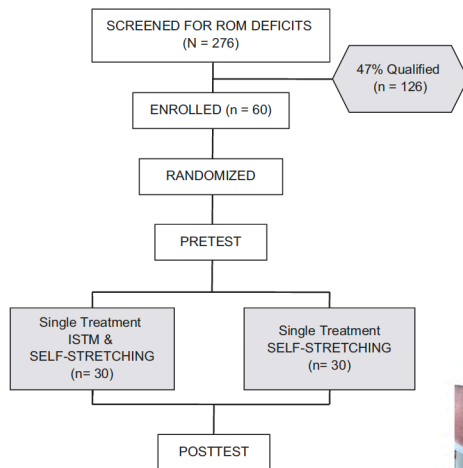 SCREENED FOR ROM DEFICITS
(N = 276)
47% Qualified
(n = 126)
ENROLLED (n = 60)
RANDOMIZED
PRETEST
Single Treatment
ISTM &
SELF-STRETCHING
(n= 30)
Single Treatment
SELF-STRETCHING
(n= 30)
POSTTEST